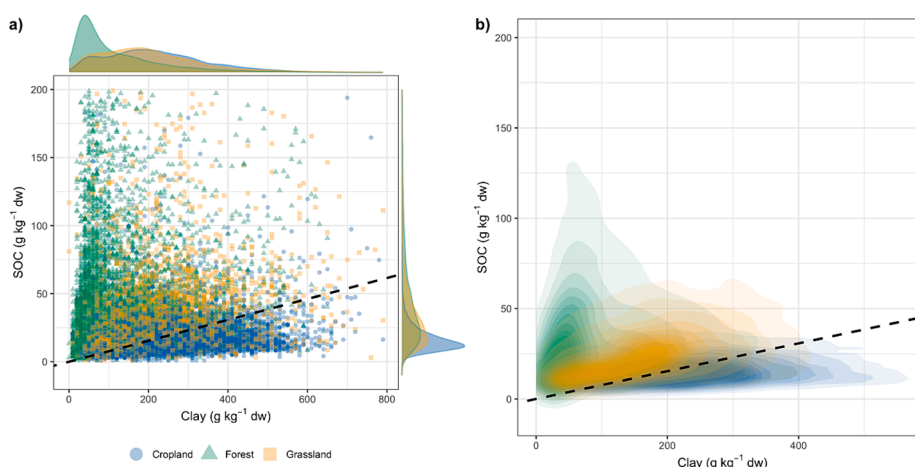 a)
200
150
100
50
0
SOC (g kg⁻¹ dw)
0 200 400 600 800
Clay (g kg⁻¹ dw)
Cropland Forest Grassland
b)
200
150
100
50
0
SOC (g kg⁻¹ dw)
0 200 400
Clay (g kg⁻¹ dw)